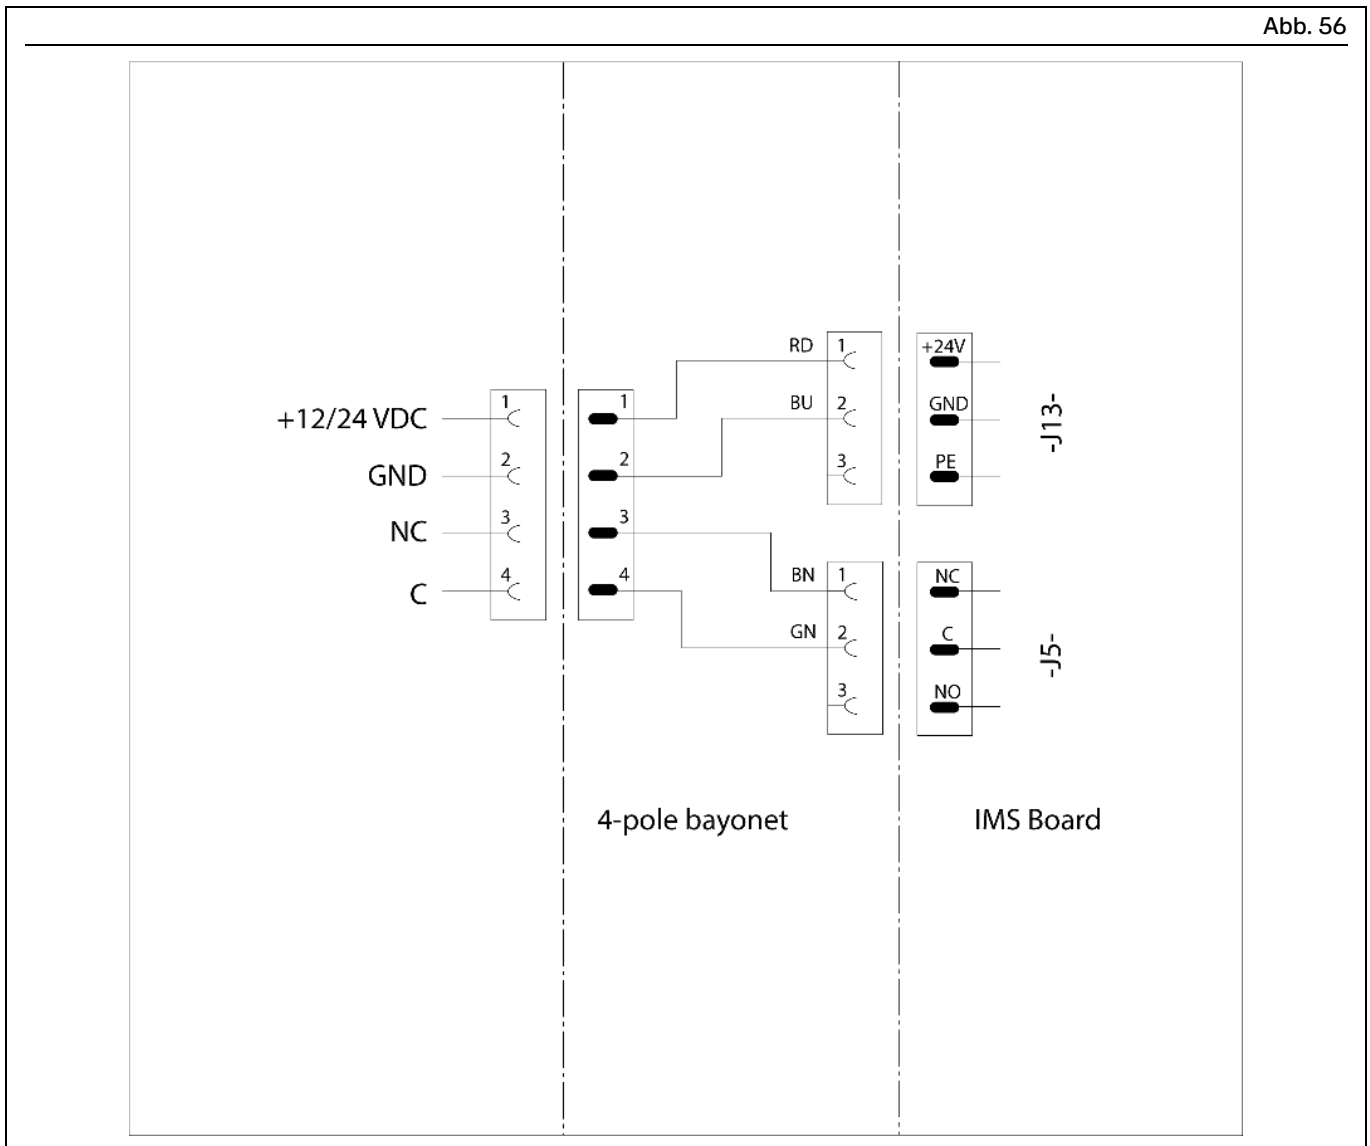 Abb. 56
RD 1 +24V
+12/24 VDC 1 1 BU 2 GND -J13-
GND 2 2 3 PE
NC 3 3
C 4 4 BN 1 NC
GN 2 C -J5-
3 NO
4-pole bayonet IMS Board